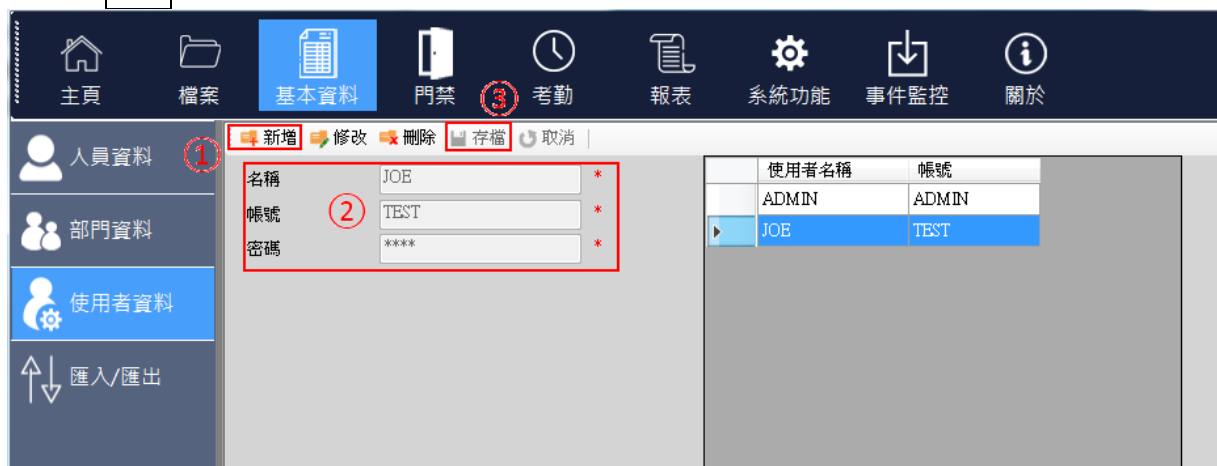 主頁 檔案 基本資料 門禁 考勤 報表 系統功能 事件監控 關於
③
人員資料
部門資料
使用者資料
匯入/匯出
① 新增 修改 刪除 存檔 取消
名稱 JOE *
帳號 ② TEST *
密碼 **** *
使用者名稱 帳號
ADMIN ADMIN
JOE TEST